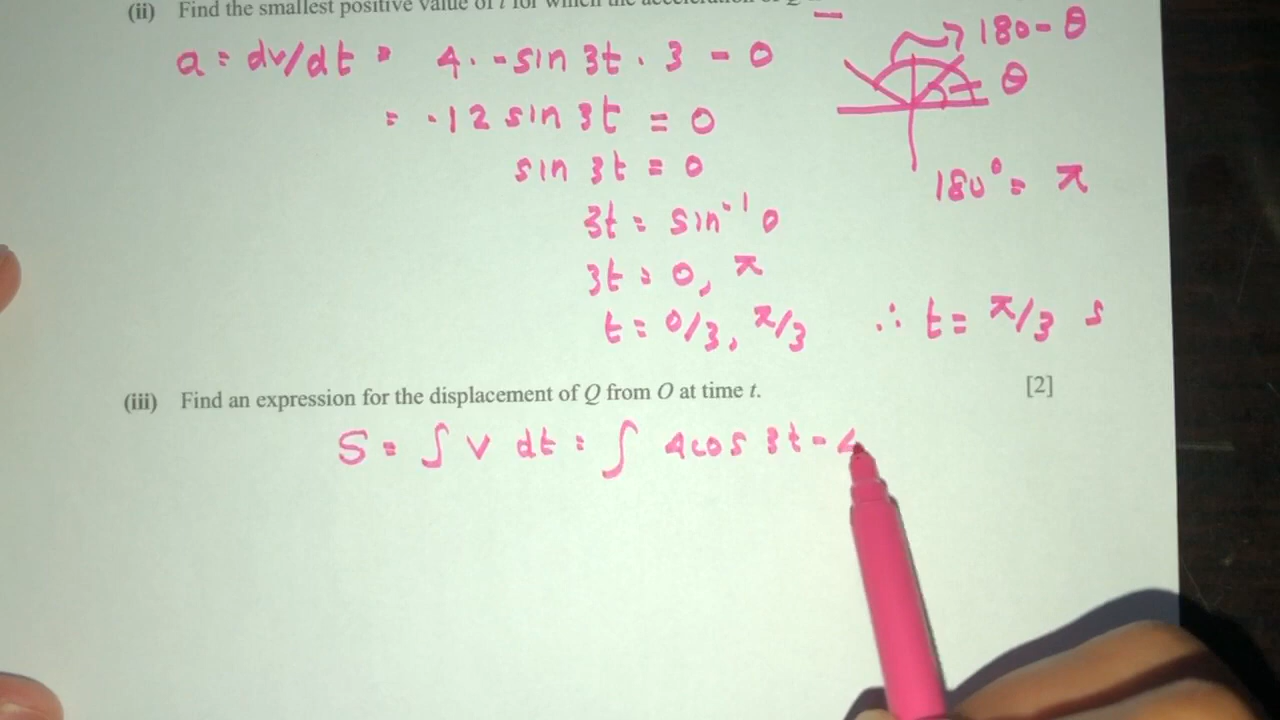 (ii) Find the smallest positive value of t for which the acceleration of
a = dv/dt = 4. -sin 3t . 3 - 0
180 - θ
θ
= -12 sin 3t = 0
sin 3t = 0
180° = π
3t = sin⁻¹ 0
3t = 0, π
t = 0/3, π/3 ∴ t = π/3 s
(iii) Find an expression for the displacement of Q from O at time t. [2]
S = ∫ v dt = ∫ 4cos 3t -